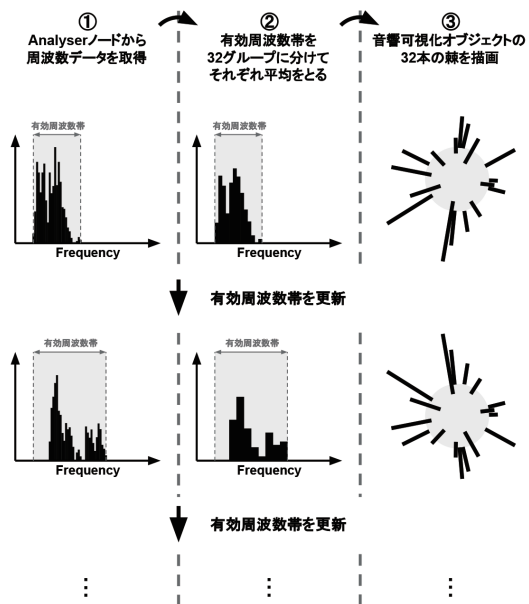 ①
Analyserノードから
周波数データを取得
②
有効周波数帯を
32グループに分けて
それぞれ平均をとる
③
音響可視化オブジェクトの
32本の棘を描画
有効周波数帯
Frequency
有効周波数帯
Frequency
有効周波数帯を更新
有効周波数帯
Frequency
有効周波数帯
Frequency
有効周波数帯を更新
⋮
⋮
⋮